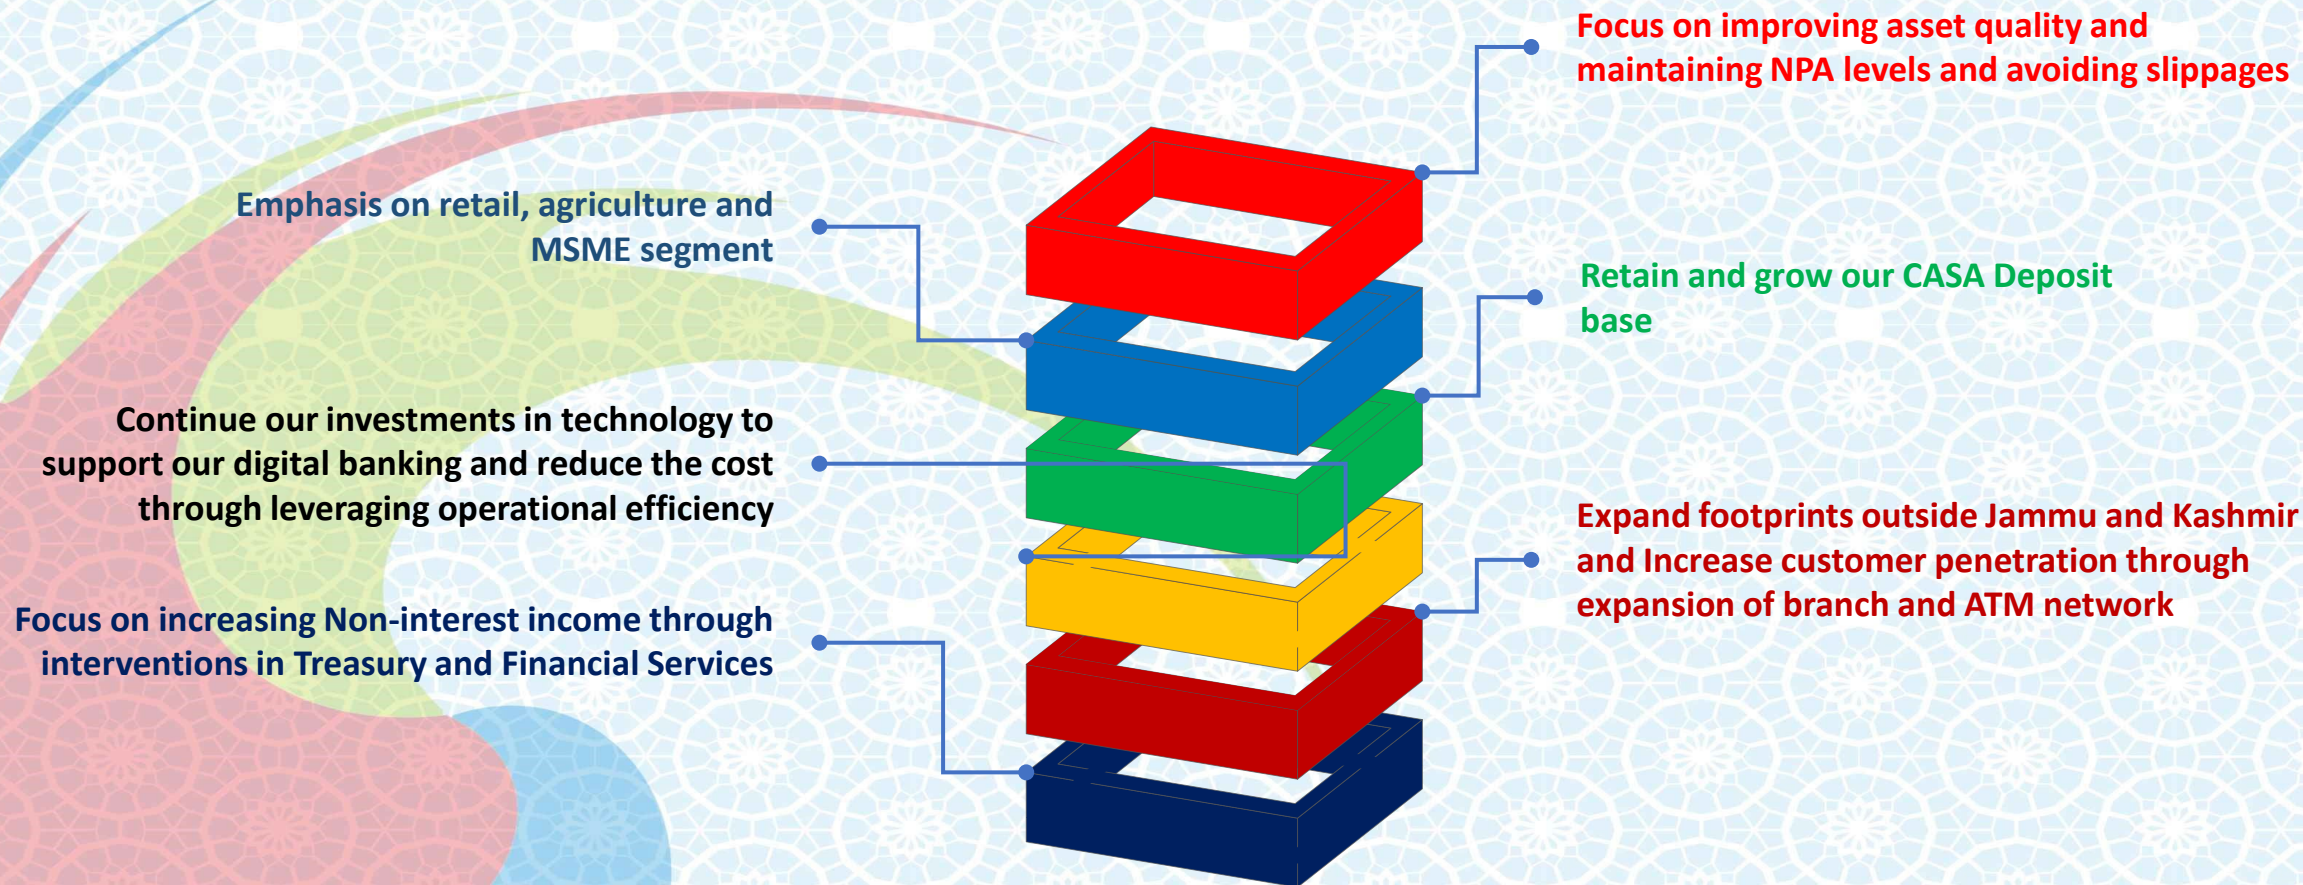 Focus on improving asset quality and
maintaining NPA levels and avoiding slippages
Emphasis on retail, agriculture and
MSME segment
Retain and grow our CASA Deposit
base
Continue our investments in technology to
support our digital banking and reduce the cost
through leveraging operational efficiency
Expand footprints outside Jammu and Kashmir
and Increase customer penetration through
expansion of branch and ATM network
Focus on increasing Non-interest income through
interventions in Treasury and Financial Services